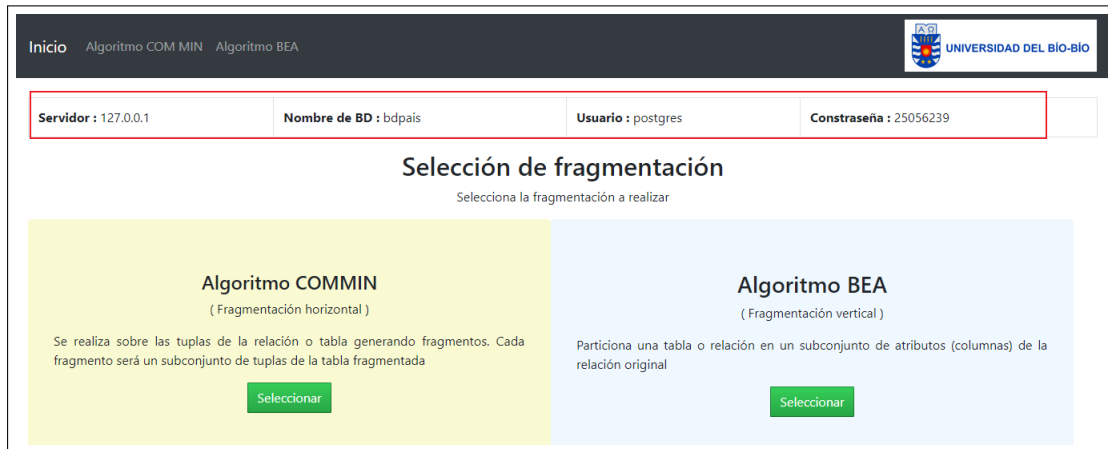 Inicio Algoritmo COM MIN Algoritmo BEA
UNIVERSIDAD DEL BÍO-BÍO
Servidor : 127.0.0.1 Nombre de BD : bdpais Usuario : postgres Constraseña : 25056239
Selección de fragmentación
Selecciona la fragmentación a realizar
Algoritmo COMMIN
( Fragmentación horizontal )
Se realiza sobre las tuplas de la relación o tabla generando fragmentos. Cada
fragmento será un subconjunto de tuplas de la tabla fragmentada
Seleccionar
Algoritmo BEA
( Fragmentación vertical )
Particiona una tabla o relación en un subconjunto de atributos (columnas) de la
relación original
Seleccionar